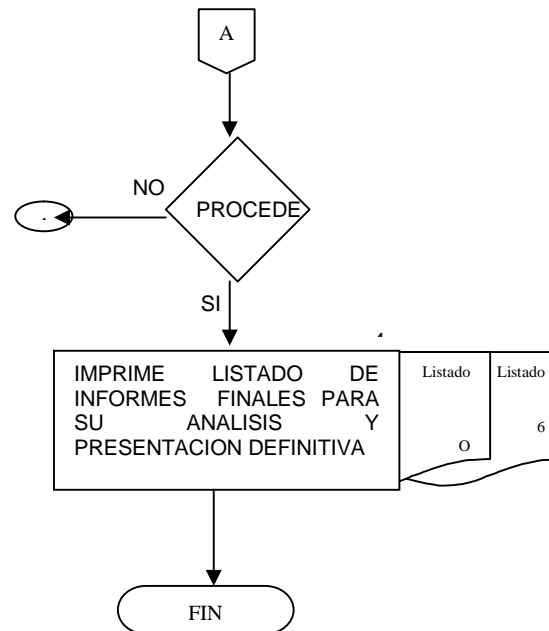 A
NO
PROCEDE
SI
IMPRIME LISTADO DE
INFORMES FINALES PARA
SU ANALISIS Y
PRESENTACION DEFINITIVA
Listado
O
Listado
6
FIN